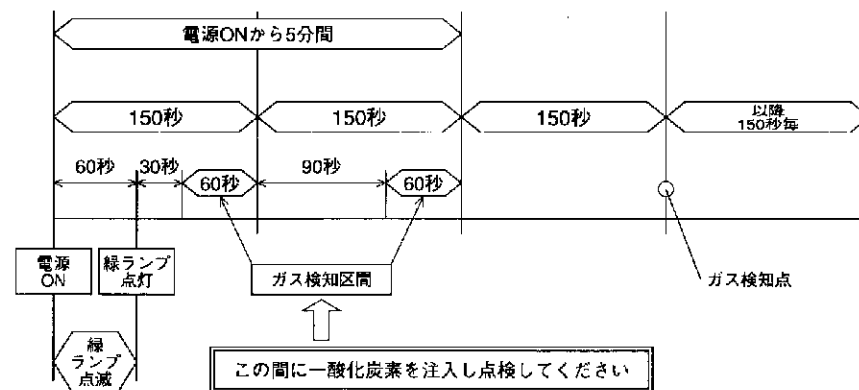 電源ONから5分間
150秒
150秒
150秒
以降
150秒毎
60秒
30秒
60秒
90秒
60秒
電源
ON
緑ランプ
点灯
ガス検知区間
ガス検知点
緑
ランプ
点滅
この間に一酸化炭素を注入し点検してください